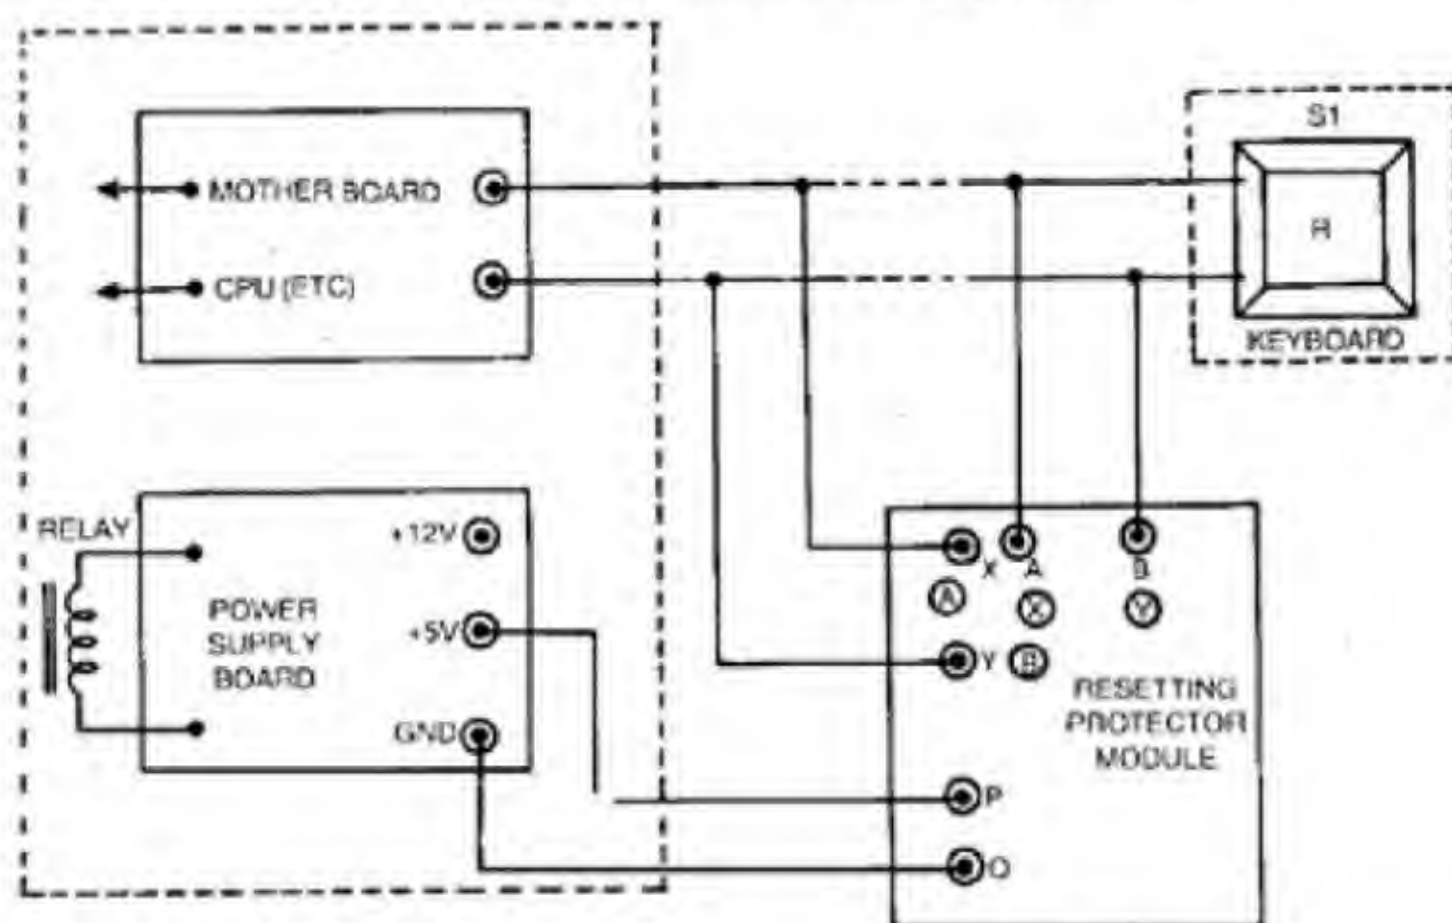 S1
MOTHER BOARD
R
CPU (ETC)
KEYBOARD
RELAY
+12V
X A B
A
X Y
POWER
SUPPLY
BOARD
+5V
Y B
RESETTING
PROTECTOR
MODULE
GND
P